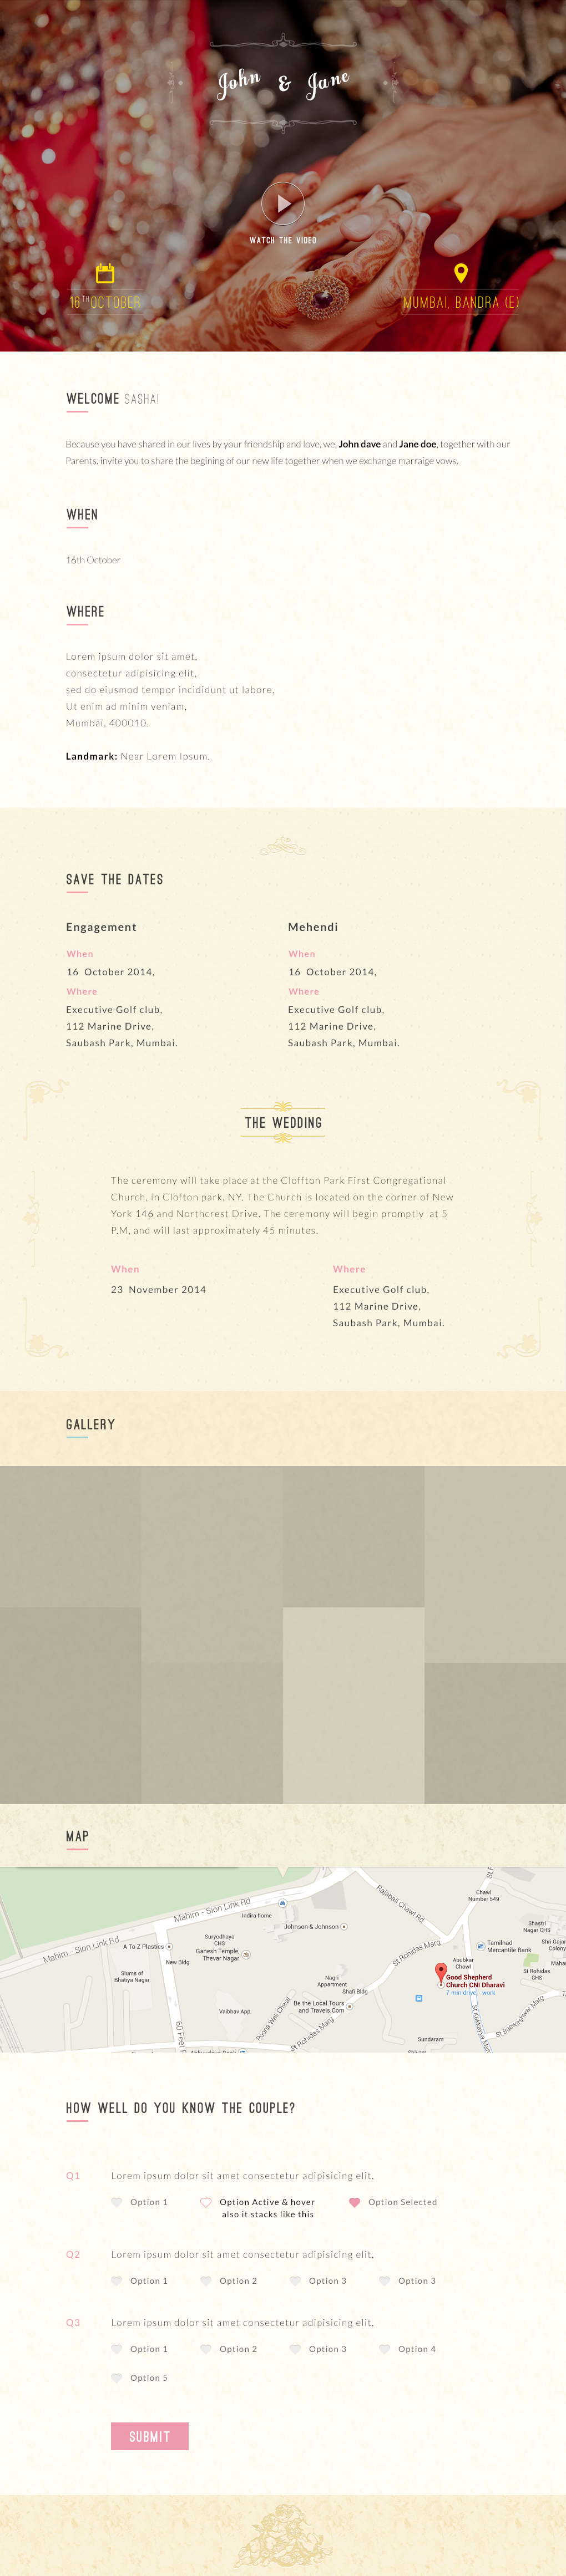 John & Jane
WATCH THE VIDEO
16TH OCTOBER
MUMBAI, BANDRA (E)
WELCOME SASHA!
Because you have shared in our lives by your friendship and love, we, John dave and Jane doe, together with our
Parents, invite you to share the begining of our new life together when we exchange marraige vows.
WHEN
16th October
WHERE
Lorem ipsum dolor sit amet,
consectetur adipisicing elit,
sed do eiusmod tempor incididunt ut labore.
Ut enim ad minim veniam,
Mumbai, 400010.
Landmark: Near Lorem Ipsum.
SAVE THE DATES
Engagement
When
16 October 2014,
Where
Executive Golf club,
112 Marine Drive,
Saubash Park, Mumbai.
Mehendi
When
16 October 2014,
Where
Executive Golf club,
112 Marine Drive,
Saubash Park, Mumbai.
THE WEDDING
The ceremony will take place at the Cloffton Park First Congregational
Church, in Clofton park, NY. The Church is located on the corner of New
York 146 and Northcrest Drive. The ceremony will begin promptly at 5
P.M, and will last approximately 45 minutes.
When
23 November 2014
Where
Executive Golf club,
112 Marine Drive,
Saubash Park, Mumbai.
GALLERY
MAP
Mahim - Sion Link Rd
Mahim - Sion Link Rd
Indira home
Johnson & Johnson
Rajabali Chawl Rd
Chawl
Number 549
Shastri
Nagar CHS
A To Z Plastics
Suryodhaya
CHS
Ganesh Temple,
Thevar Nagar
New Bldg
Slums of
Bhatiya Nagar
St Rohidas Marg
Tamilnad
Mercantile Bank
Shri Gajar
Colony
Abubkar
Chawl
St Rohidas
CHS
Maha
Nagri
Appartment
Shafi Bldg
Good Shepherd
Church CNI Dharavi
7 min drive - work
Be the Local Tours
and Travels.Com
Vaibhav App
60 Feet
Poona Wali Chwal
St Rohidas Marg
St Kakkayya Marg
Sundaram
HOW WELL DO YOU KNOW THE COUPLE?
Q1 Lorem ipsum dolor sit amet consectetur adipisicing elit,
Option 1 Option Active & hover Option Selected
also it stacks like this
Q2 Lorem ipsum dolor sit amet consectetur adipisicing elit,
Option 1 Option 2 Option 3 Option 3
Q3 Lorem ipsum dolor sit amet consectetur adipisicing elit,
Option 1 Option 2 Option 3 Option 4
Option 5
SUBMIT